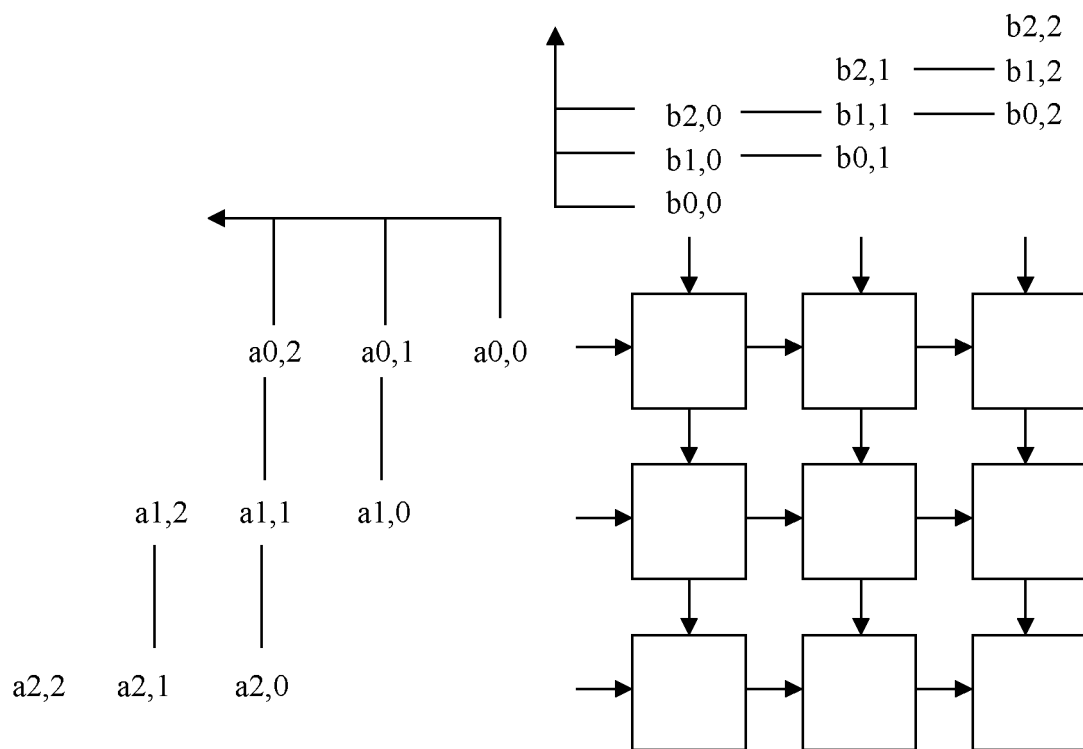 b2,2
b2,1 b1,2
b2,0 b1,1 b0,2
b1,0 b0,1
b0,0
a0,2 a0,1 a0,0
a1,2 a1,1 a1,0
a2,2 a2,1 a2,0